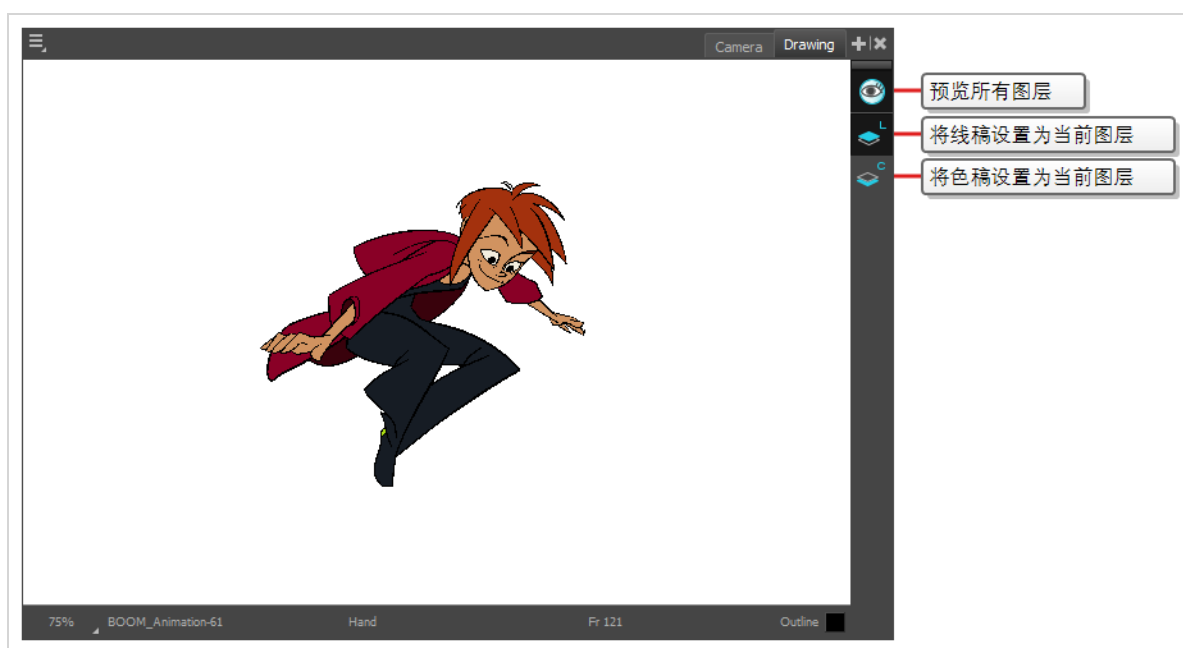 Camera Drawing
预览所有图层
L
将线稿设置为当前图层
C
将色稿设置为当前图层
75% BOOM_Animation-61 Hand Fr 121 Outline